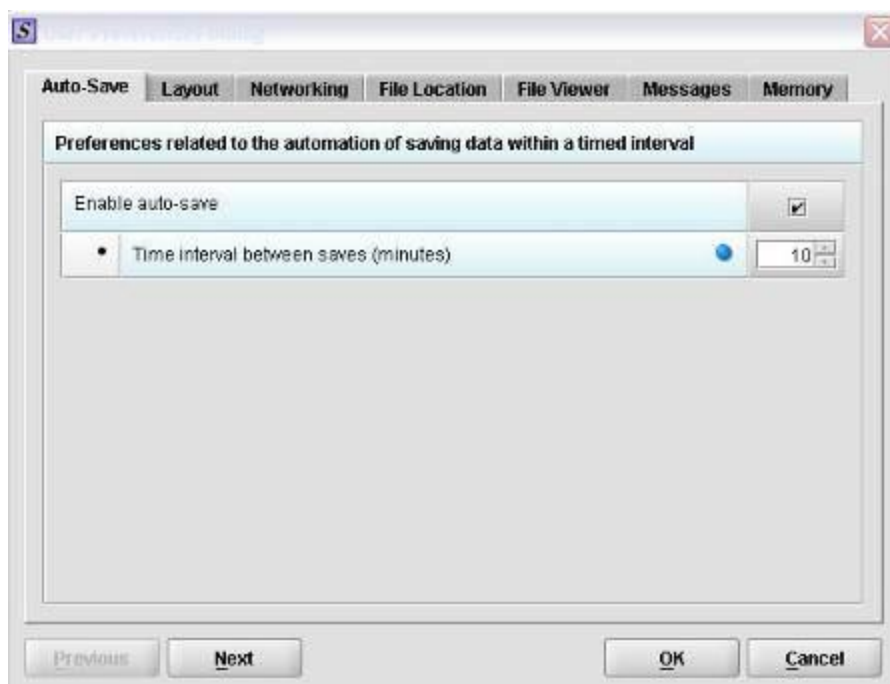 S
Auto-Save Layout Networking File Location File Viewer Messages Memory
Preferences related to the automation of saving data within a timed interval
Enable auto-save
• Time interval between saves (minutes) 10
Previous Next OK Cancel